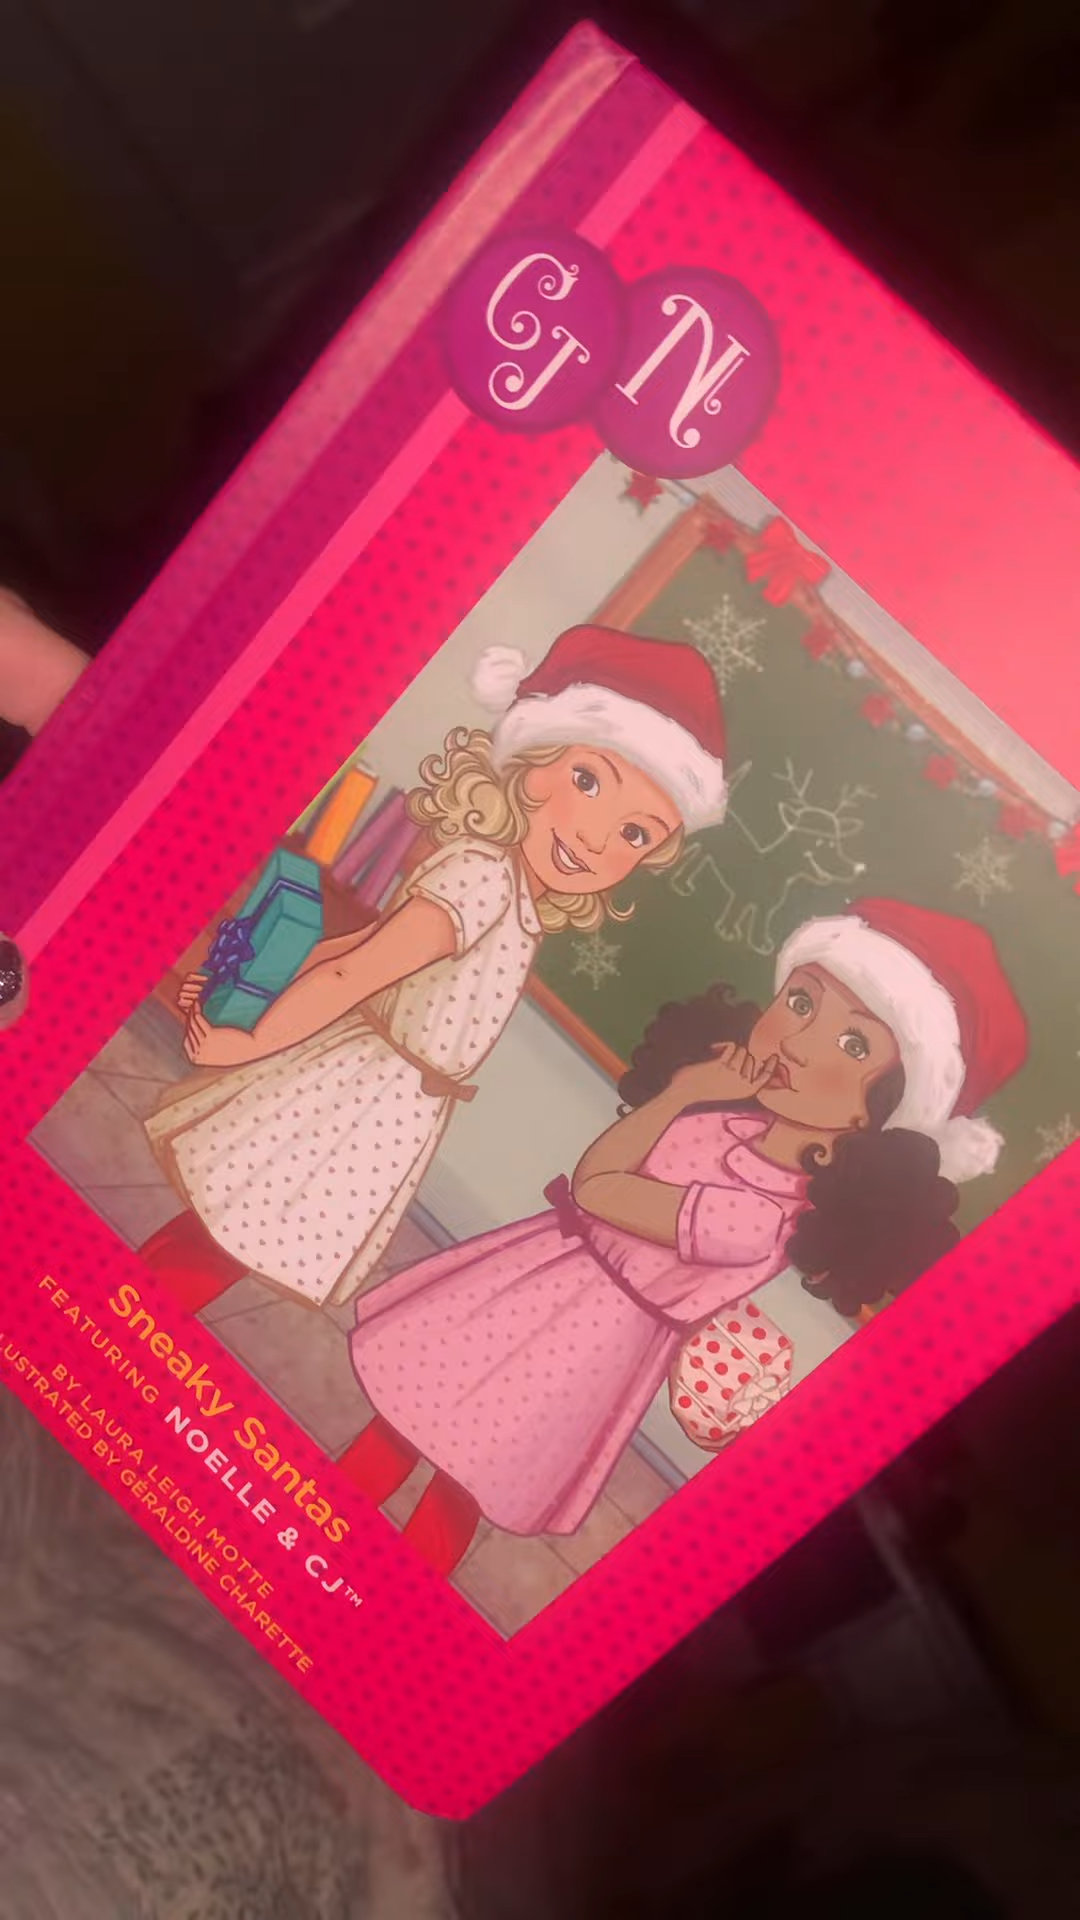 CJ N
Sneaky Santas
FEATURING NOELLE & CJ™
BY LAURA LEIGH MOTTE
ILLUSTRATED BY GÉRALDINE CHARETTE